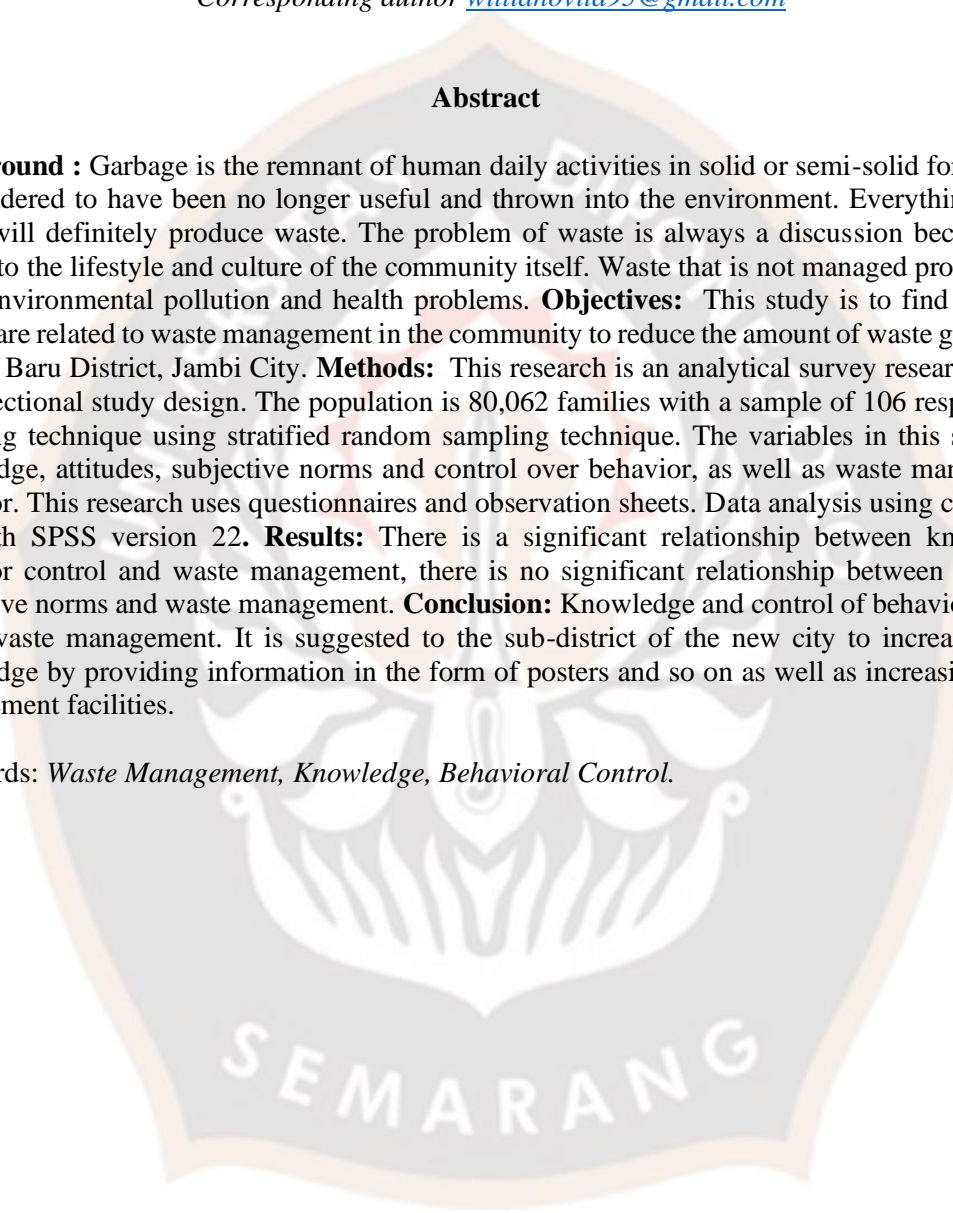 Corresponding author
Abstract
round : Garbage is the remnant of human daily activities in solid or semi-solid for
dered to have been no longer useful and thrown into the environment. Everythin
will definitely produce waste. The problem of waste is always a discussion bec
to the lifestyle and culture of the community itself. Waste that is not managed pro
nvironmental pollution and health problems. Objectives: This study is to find
are related to waste management in the community to reduce the amount of waste g
Baru District, Jambi City. Methods: This research is an analytical survey resear
ectional study design. The population is 80,062 families with a sample of 106 resp
ng technique using stratified random sampling technique. The variables in this s
dge, attitudes, subjective norms and control over behavior, as well as waste man
or. This research uses questionnaires and observation sheets. Data analysis using c
th SPSS version 22. Results: There is a significant relationship between kn
or control and waste management, there is no significant relationship between
ve norms and waste management. Conclusion: Knowledge and control of behavio
waste management. It is suggested to the sub-district of the new city to increa
dge by providing information in the form of posters and so on as well as increasi
ment facilities.
rds: Waste Management, Knowledge, Behavioral Control.
UNIVERSITAS DIPONEGORO
SEMARANG